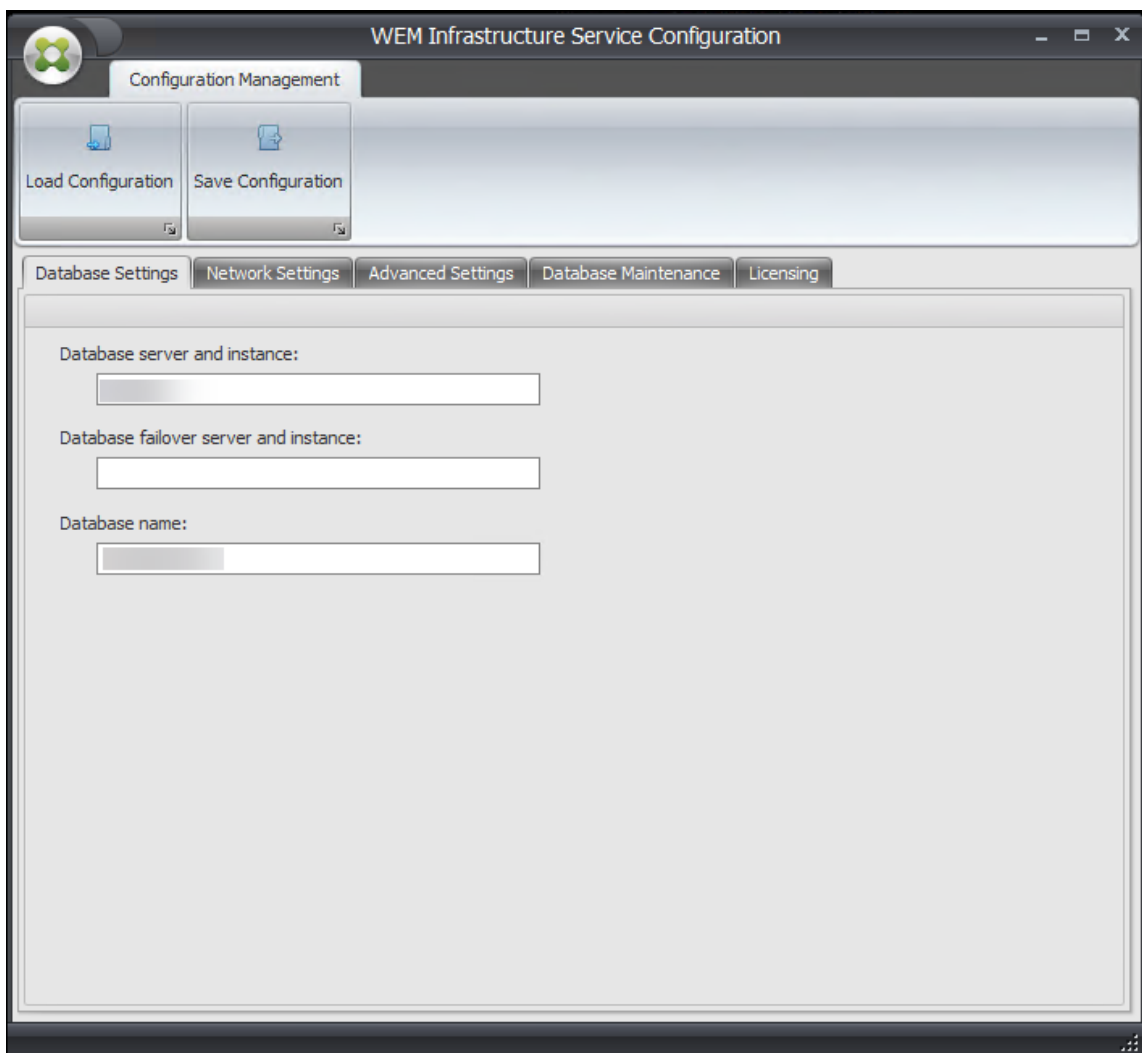 WEM Infrastructure Service Configuration
Configuration Management
Load Configuration
Save Configuration
Database Settings
Network Settings
Advanced Settings
Database Maintenance
Licensing
Database server and instance:
Database failover server and instance:
Database name: